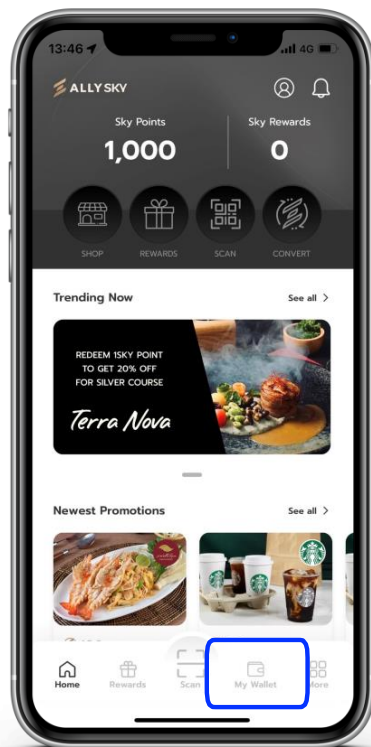 13:46
4G
ALLY SKY
Sky Points
Sky Rewards
1,000
0
SHOP
REWARDS
SCAN
CONVERT
Trending Now
See all >
REDEEM 1SKY POINT
TO GET 20% OFF
FOR SILVER COURSE
Terra Nova
Newest Promotions
See all >
Home
Rewards
Scan
My Wallet
More